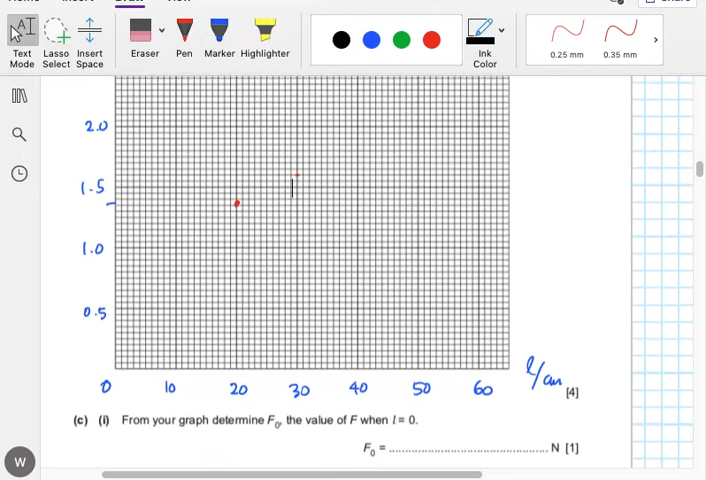 Text Mode
Lasso Select
Insert Space
Eraser
Pen
Marker
Highlighter
Ink Color
0.25 mm
0.35 mm
2.0
1.5
1.0
0.5
0 10 20 30 40 50 60 l/cm [4]
(c) (i) From your graph determine F₀, the value of F when l = 0.
F₀ = ................................................... N [1]
W